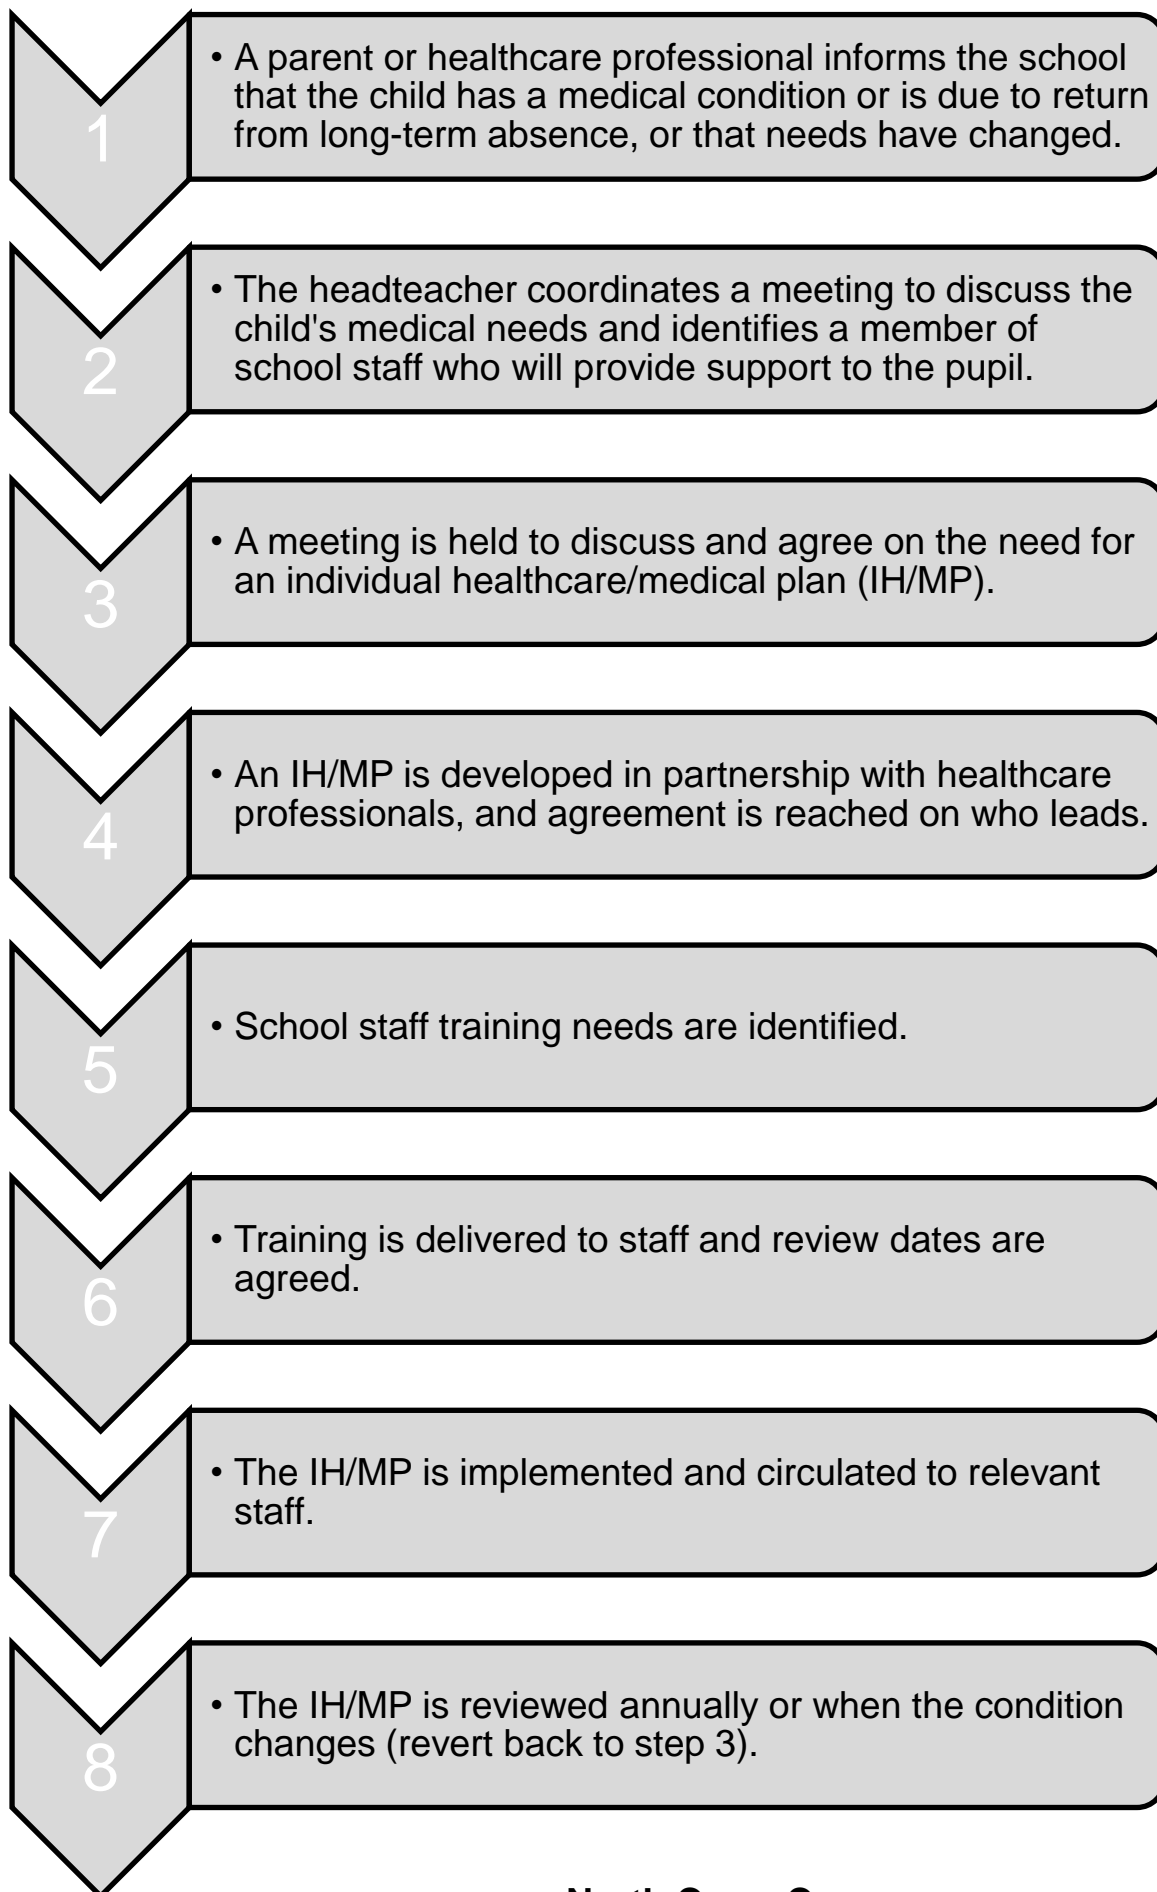 1
• A parent or healthcare professional informs the school
that the child has a medical condition or is due to return
from long-term absence, or that needs have changed.
2
• The headteacher coordinates a meeting to discuss the
child's medical needs and identifies a member of
school staff who will provide support to the pupil.
3
• A meeting is held to discuss and agree on the need for
an individual healthcare/medical plan (IH/MP).
4
• An IH/MP is developed in partnership with healthcare
professionals, and agreement is reached on who leads.
5
• School staff training needs are identified.
6
• Training is delivered to staff and review dates are
agreed.
7
• The IH/MP is implemented and circulated to relevant
staff.
8
• The IH/MP is reviewed annually or when the condition
changes (revert back to step 3).